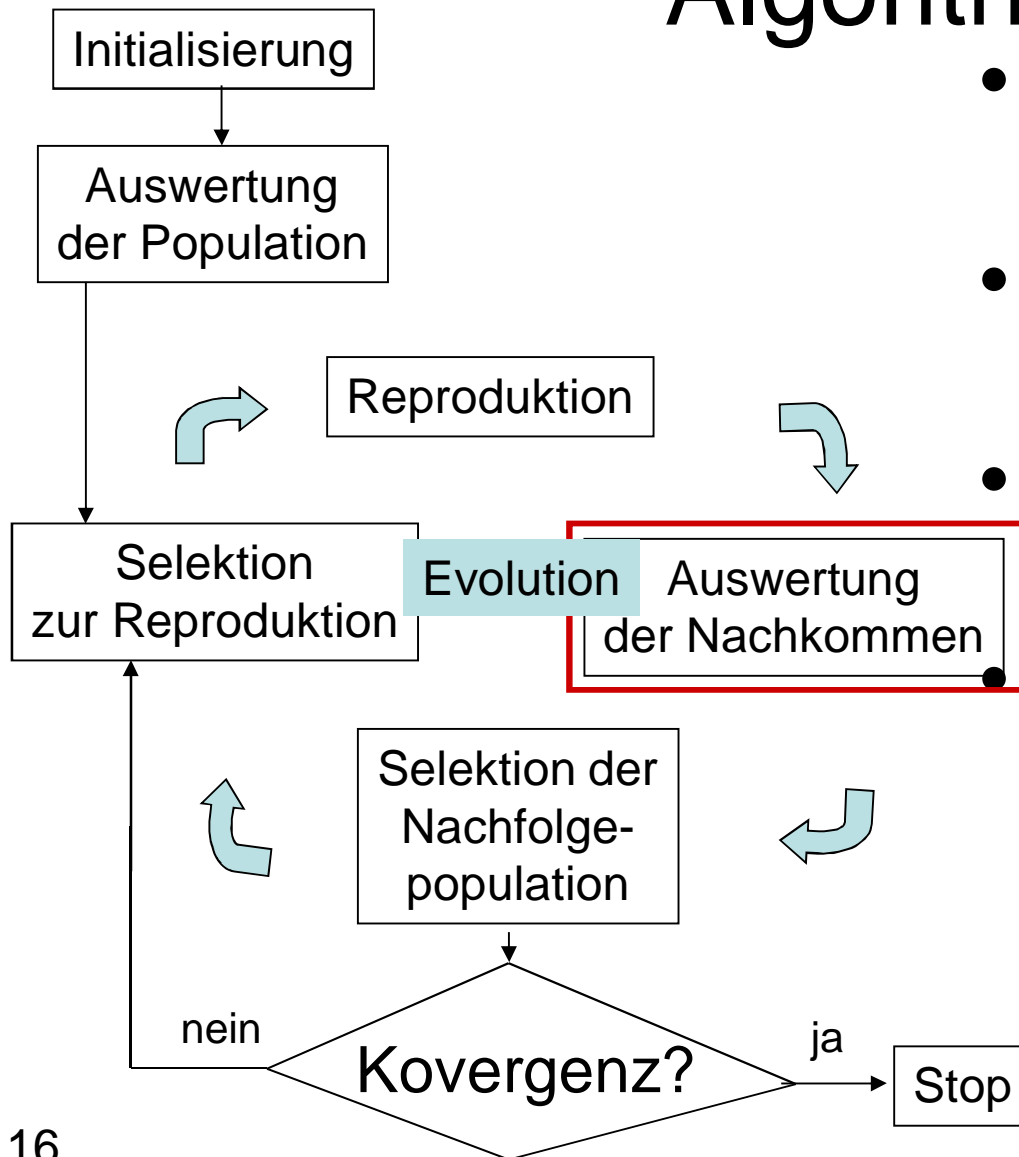 Initialisierung
Auswertung
der Population
Reproduktion
Selektion
zur Reproduktion
Evolution
Auswertung
der Nachkommen
Selektion der
Nachfolge-
population
nein
Kovergenz?
ja
Stop
16